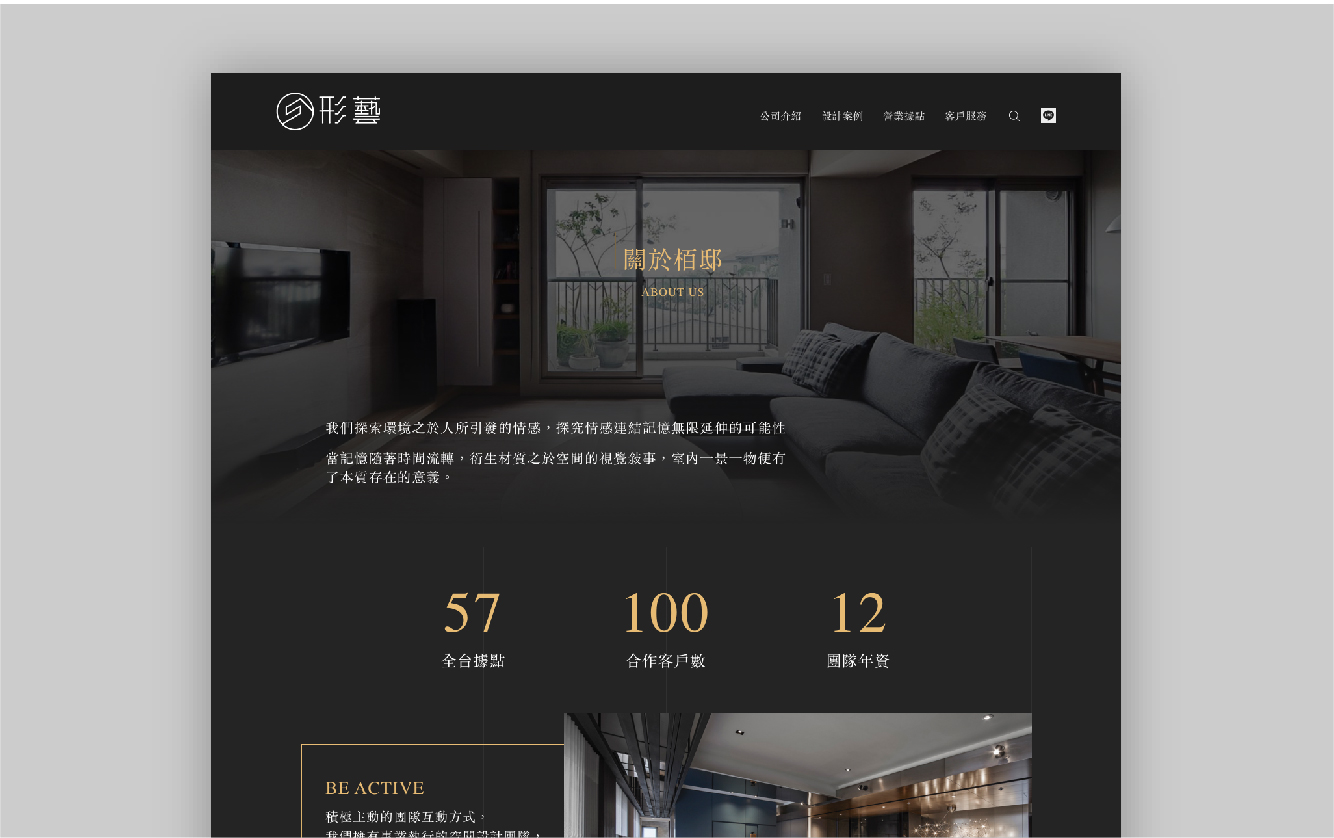 形藝
公司介紹 設計案例 營業據點 客戶服務
關於栢邸
ABOUT US
我們探索環境之於人所引發的情感，探究情感連結記憶無限延伸的可能性
當記憶隨著時間流轉，衍生材質之於空間的視覺敘事，室內一景一物便有
了本質存在的意義。
57 100 12
全台據點 合作客戶數 團隊年資
BE ACTIVE
積極主動的團隊互動方式。
我們擁有專業執行的空間設計團隊，